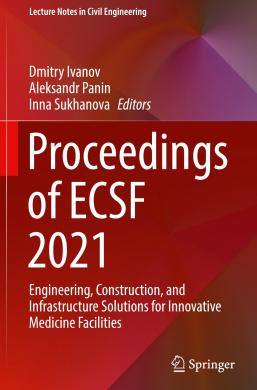 Lecture Notes in Civil Engineering
Dmitry Ivanov
Aleksandr Panin
Inna Sukhanova Editors
Proceedings
of ECSF
2021
Engineering, Construction, and
Infrastructure Solutions for Innovative
Medicine Facilities
Springer